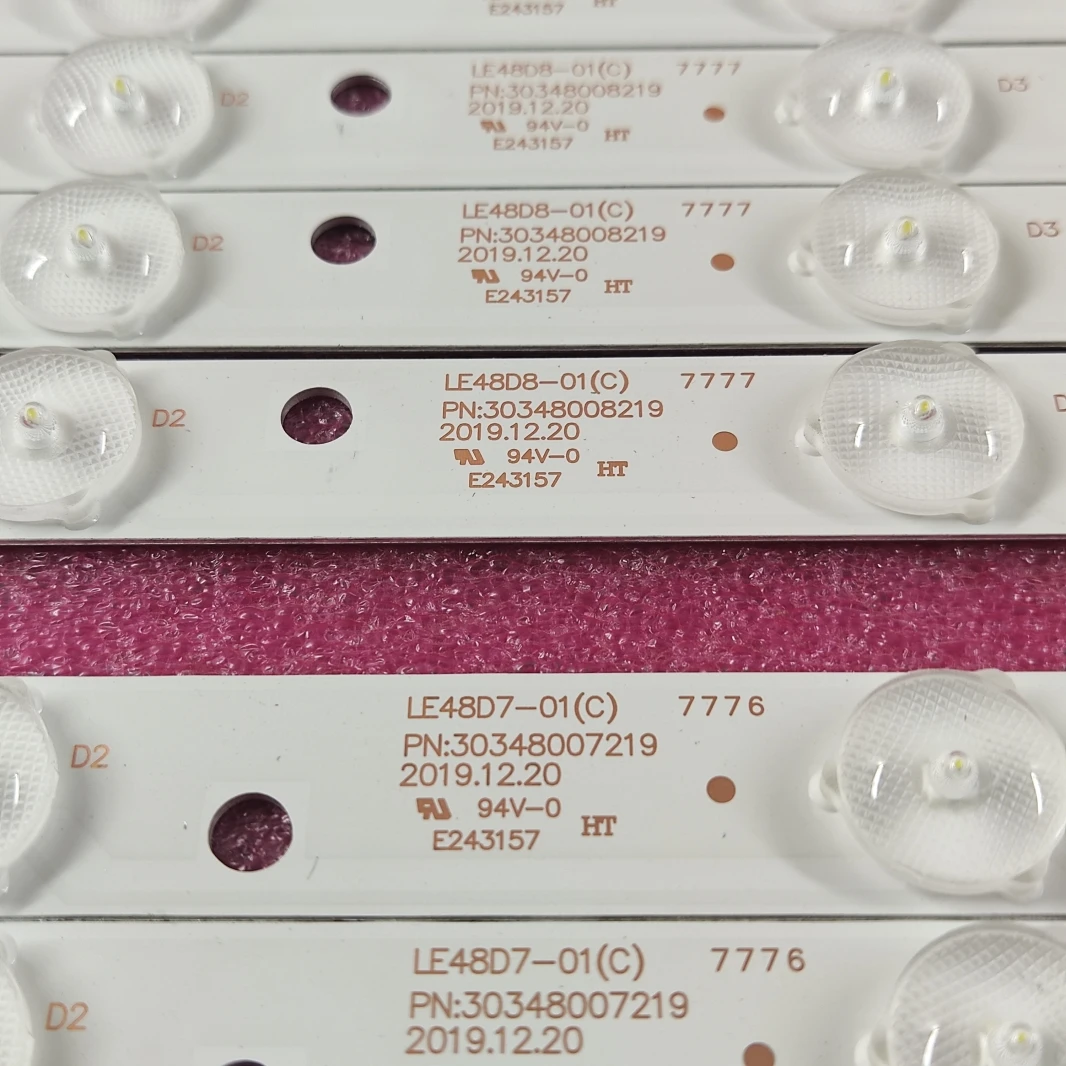 E243157 HT
LE48D8-01(C) 7777
D2
D3
PN:30348008219
2019.12.20
94V-0 HT
E243157
LE48D8-01(C) 7777
D2
D3
PN:30348008219
2019.12.20
94V-0 HT
E243157
LE48D8-01(C) 7777
D2
PN:30348008219
2019.12.20
94V-0 HT
E243157
LE48D7-01(C) 7776
D2
PN:30348007219
2019.12.20
94V-0 HT
E243157
LE48D7-01(C) 7776
D2
PN:30348007219
2019.12.20